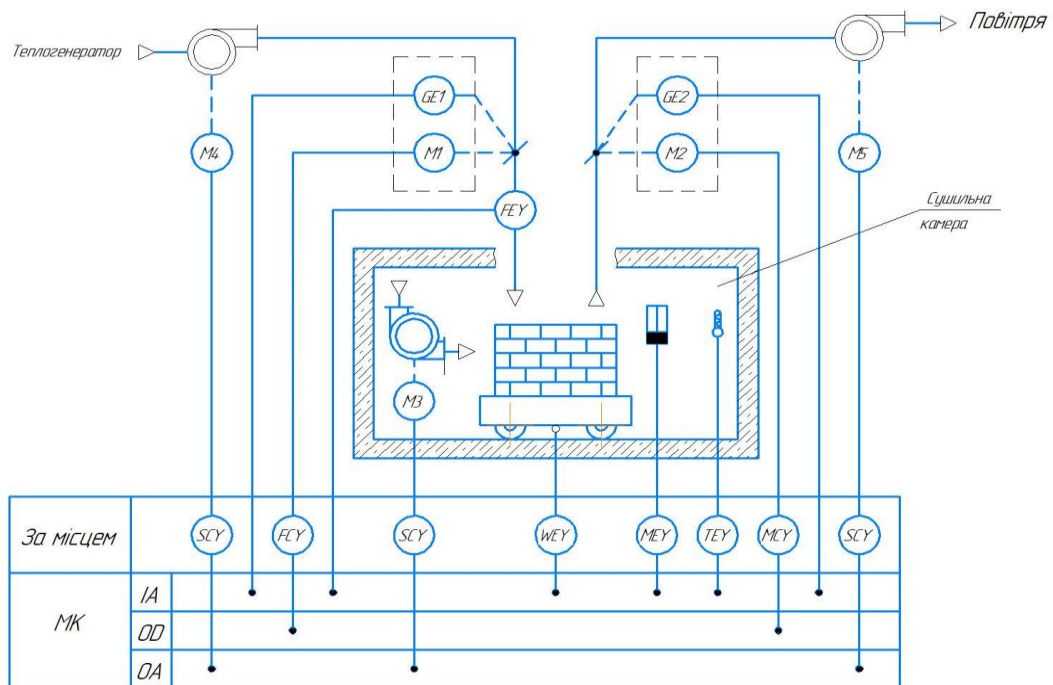 Повітря
Теплогенератор
GE1
GE2
M4
M1
M2
M5
FEY
Сушильна
камера
M3
За місцем
SCY
FCY
SCY
WEY
MEY
TEY
MCY
SCY
МК
IA
OD
OA